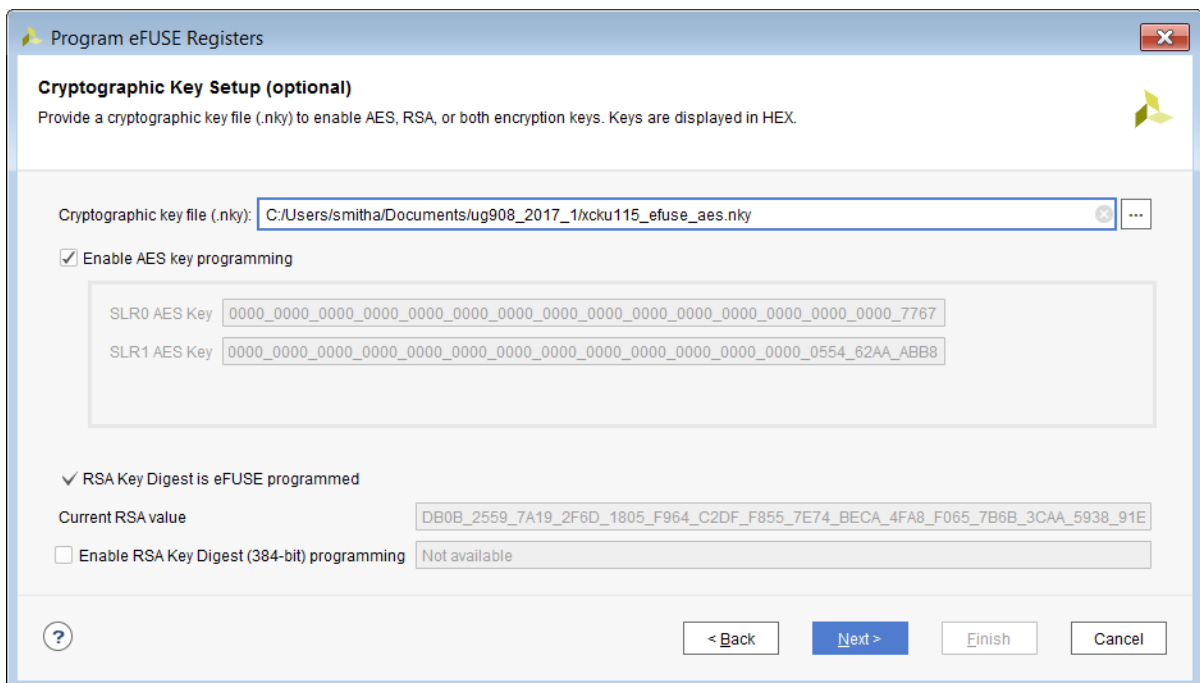 Program eFUSE Registers
Cryptographic Key Setup (optional)
Provide a cryptographic key file (.nky) to enable AES, RSA, or both encryption keys. Keys are displayed in HEX.
Cryptographic key file (.nky): C:/Users/smitha/Documents/ug908_2017_1/xcku115_efuse_aes.nky ...
Enable AES key programming
SLR0 AES Key 0000_0000_0000_0000_0000_0000_0000_0000_0000_0000_0000_0000_0000_0000_0000_7767
SLR1 AES Key 0000_0000_0000_0000_0000_0000_0000_0000_0000_0000_0000_0000_0000_0554_62AA_ABB8
RSA Key Digest is eFUSE programmed
Current RSA value DB0B_2559_7A19_2F6D_1805_F964_C2DF_F855_7E74_BECA_4FA8_F065_7B6B_3CAA_5938_91E
Enable RSA Key Digest (384-bit) programming Not available
? < Back Next > Finish Cancel